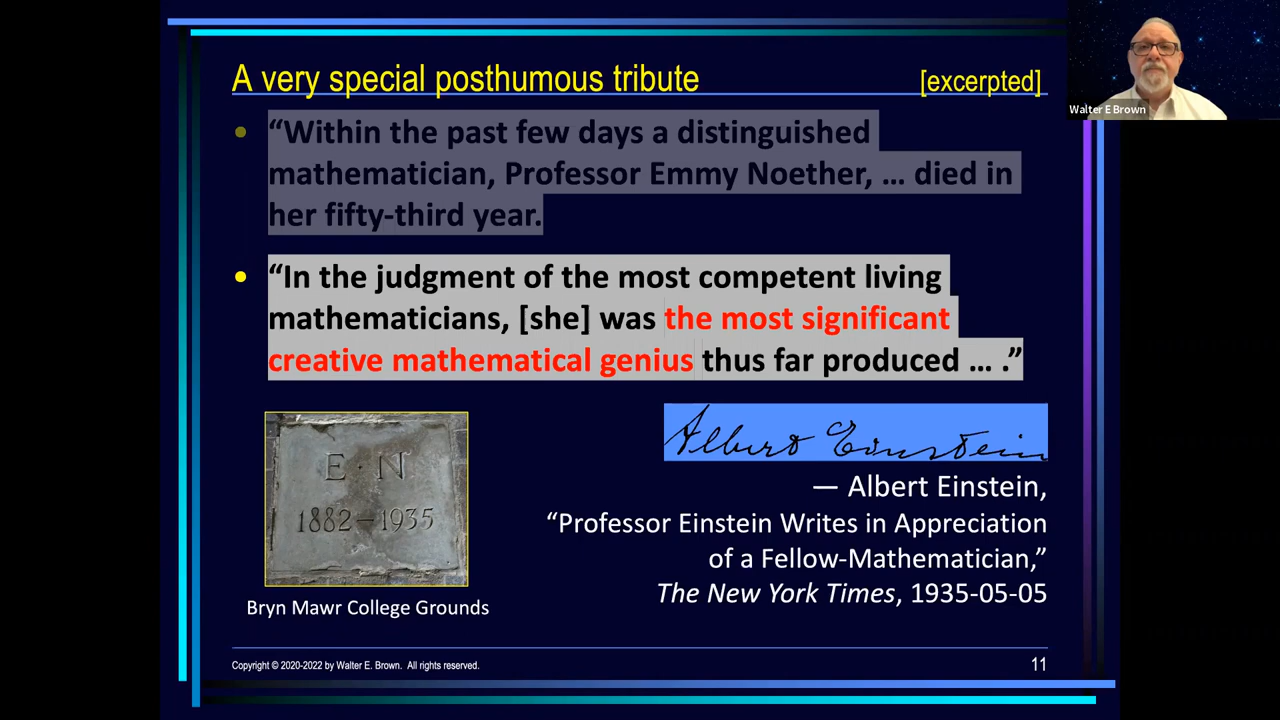 A very special posthumous tribute [excerpted]
Walter E Brown
• “Within the past few days a distinguished
mathematician, Professor Emmy Noether, … died in
her fifty-third year.
• “In the judgment of the most competent living
mathematicians, [she] was the most significant
creative mathematical genius thus far produced … .”
Albert Einstein
— Albert Einstein,
“Professor Einstein Writes in Appreciation
of a Fellow-Mathematician,”
The New York Times, 1935-05-05
E·N
1882–1935
Bryn Mawr College Grounds
Copyright © 2020-2022 by Walter E. Brown. All rights reserved.
11